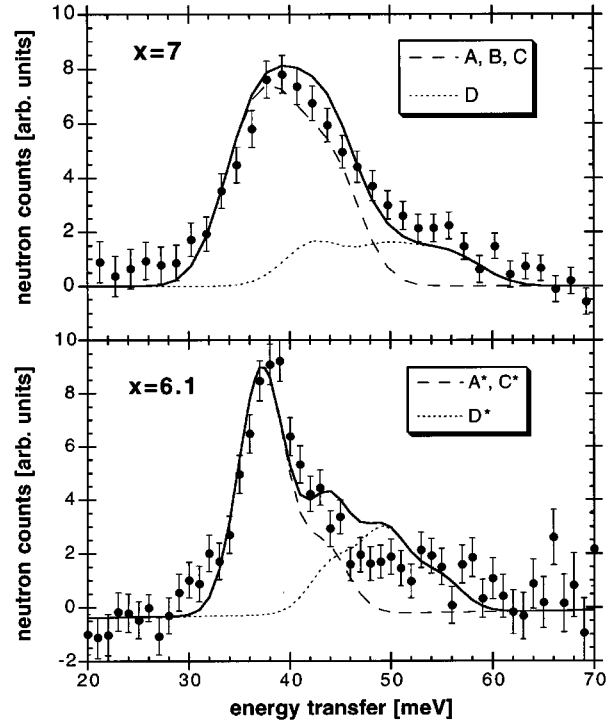 x=7
A, B, C
D
neutron counts [arb. units]
10
8
6
4
2
0
x=6.1
A*, C*
D*
neutron counts [arb. units]
10
8
6
4
2
0
-2
20 30 40 50 60 70
energy transfer [meV]